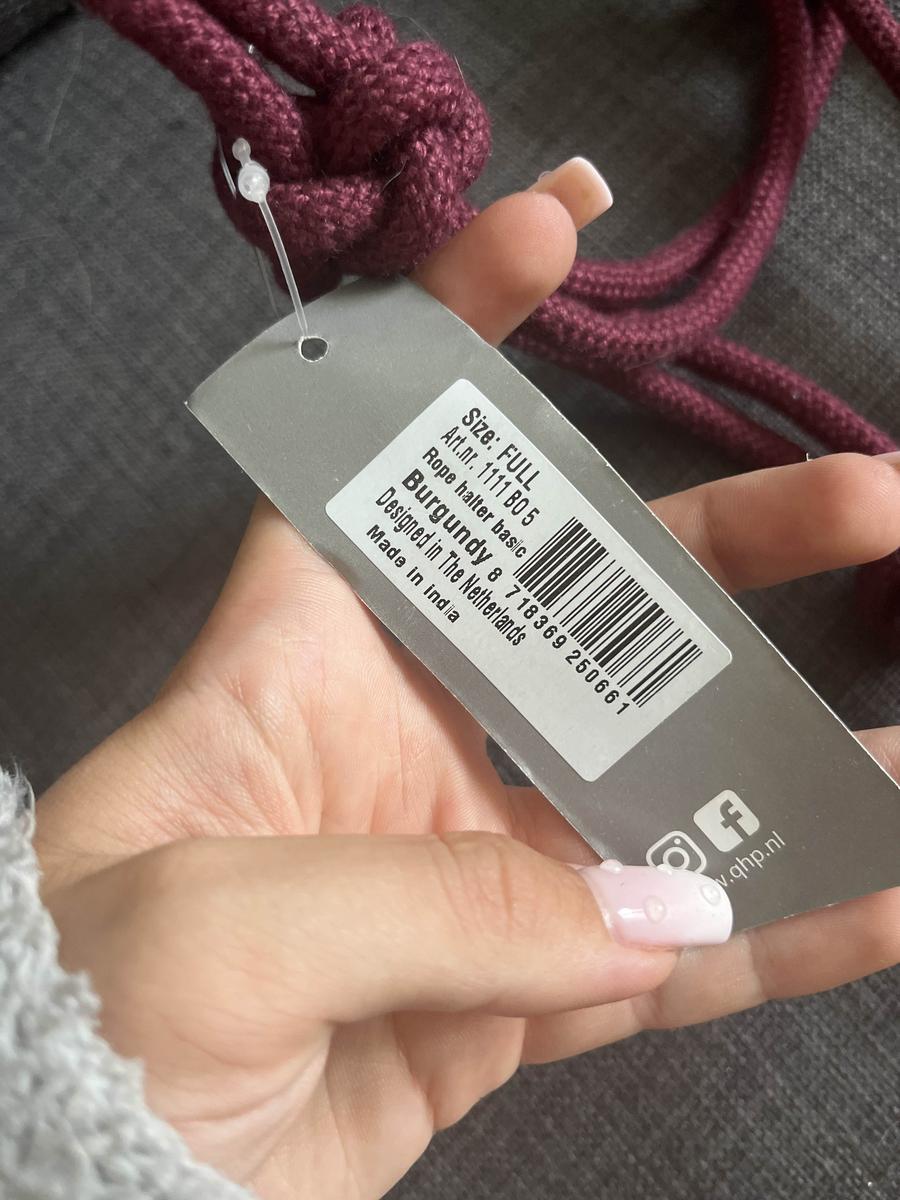 Size: FULL
Art.nr. 1111 BO 5
Rope halter basic
Burgundy
8 718369 250661
Designed in The Netherlands
Made in india
w.qhp.nl